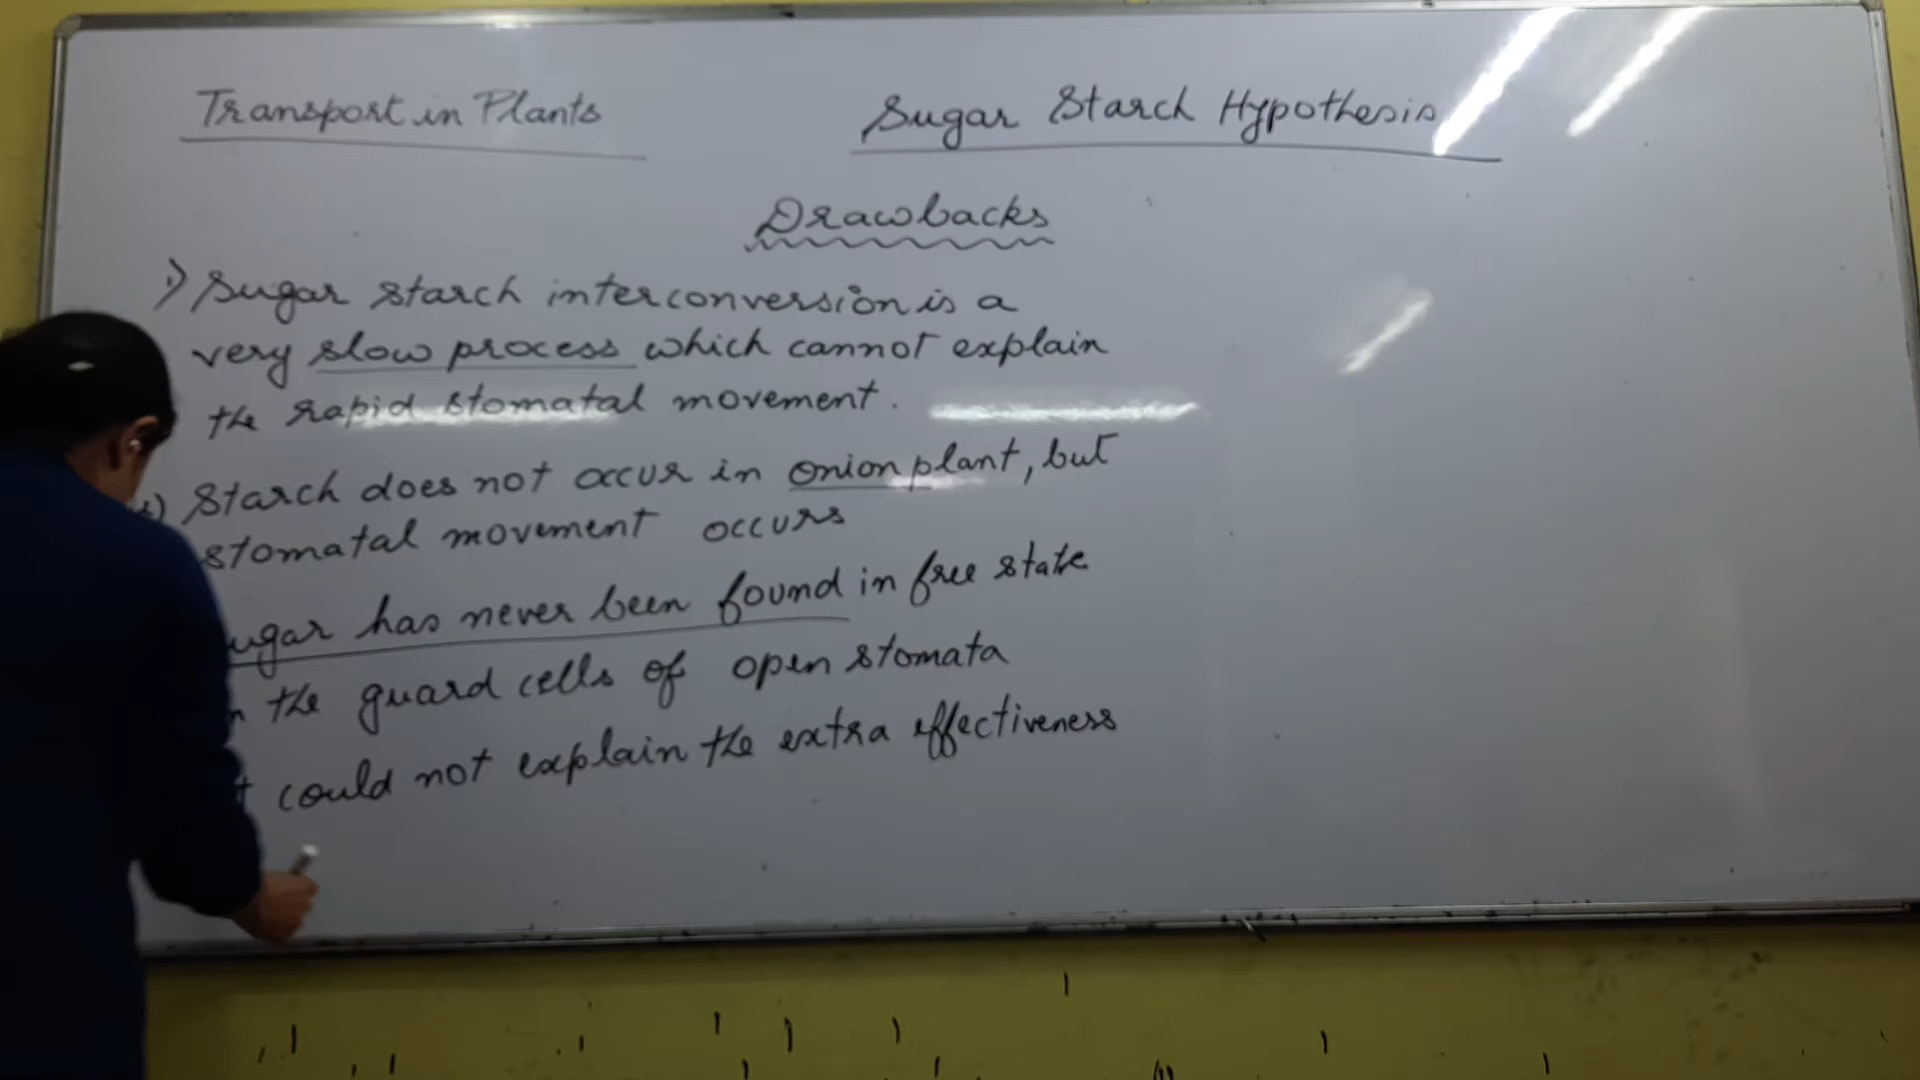 Transport in Plants
Sugar Starch Hypothesis
Drawbacks
i) Sugar starch interconversion is a
very slow process which cannot explain
the rapid stomatal movement.
Starch does not occur in onion plant, but
stomatal movement occurs
ugar has never been found in free state
the guard cells of open stomata
could not explain the extra effectiveness